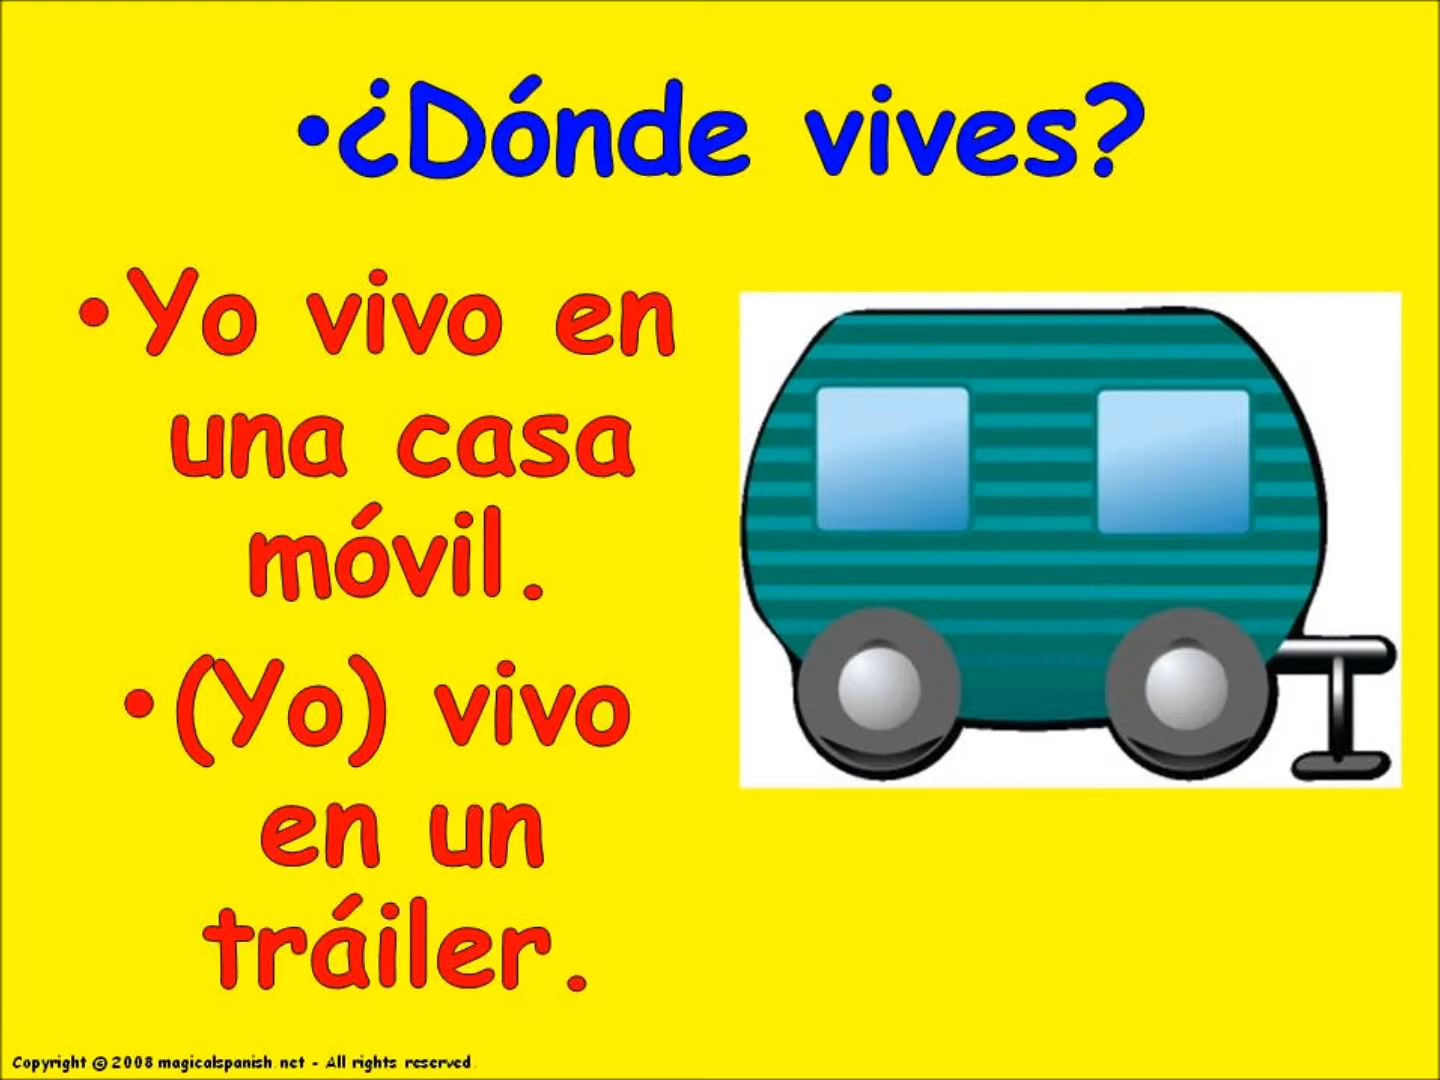 •¿Dónde vives?
•Yo vivo en
una casa
móvil.
•(Yo) vivo
en un
tráiler.
Copyright © 2008 magicalspanish.net - All rights reserved.